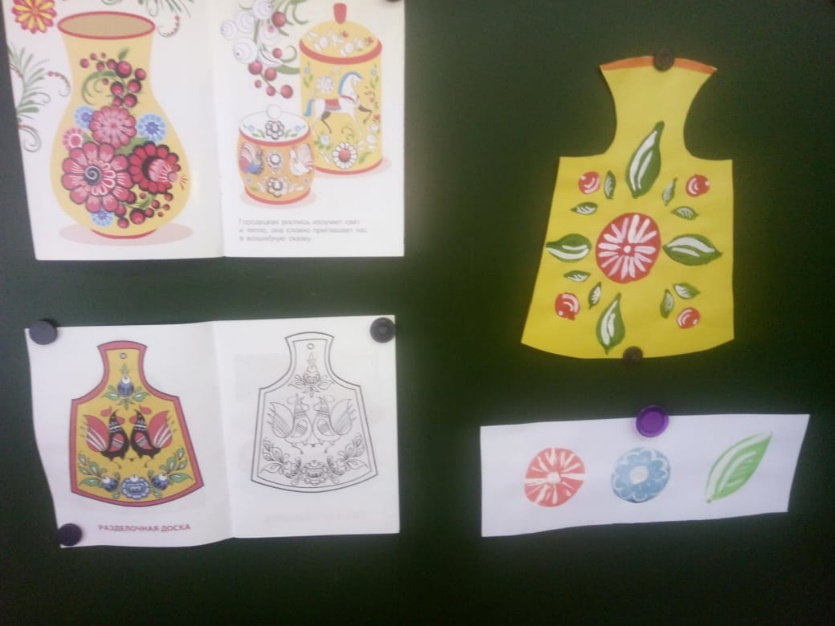 Городецкая роспись излучает свет
и тепло, она словно приглашает нас
в волшебную сказку.
РАЗДЕЛОЧНАЯ ДОСКА